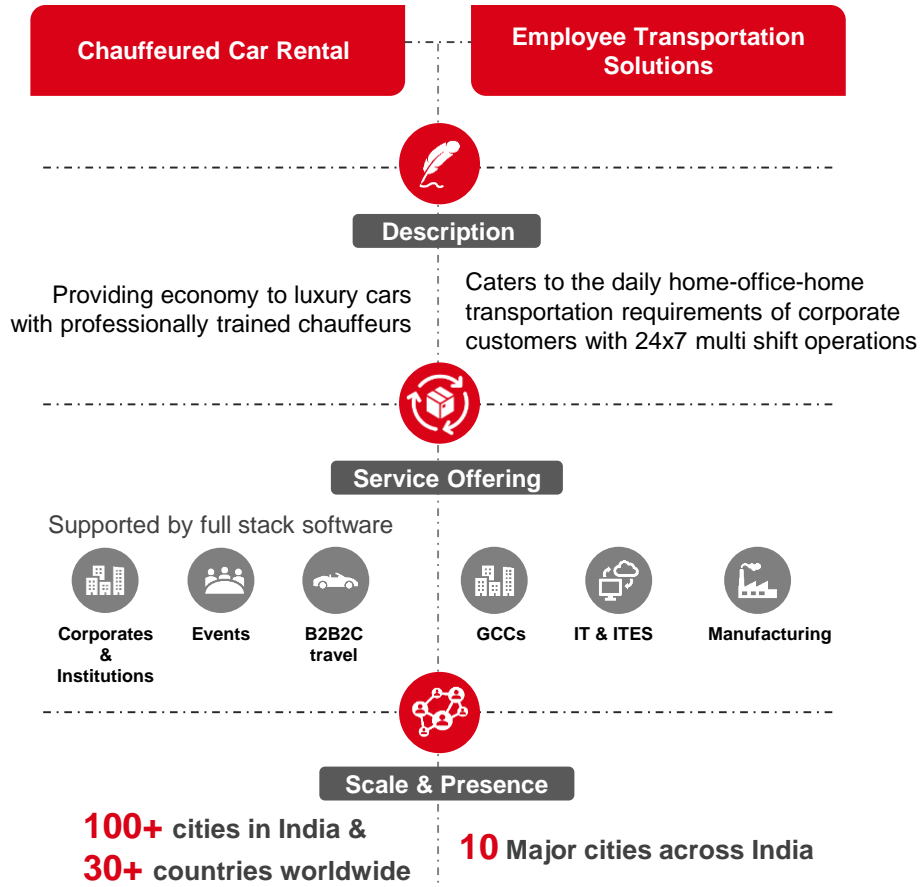 Chauffeured Car Rental
Employee Transportation
Solutions
Description
Providing economy to luxury cars
with professionally trained chauffeurs
Caters to the daily home-office-home
transportation requirements of corporate
customers with 24x7 multi shift operations
Service Offering
Supported by full stack software
Corporates
&
Institutions
Events
B2B2C
travel
GCCs
IT & ITES
Manufacturing
Scale & Presence
100+ cities in India &
30+ countries worldwide
10 Major cities across India